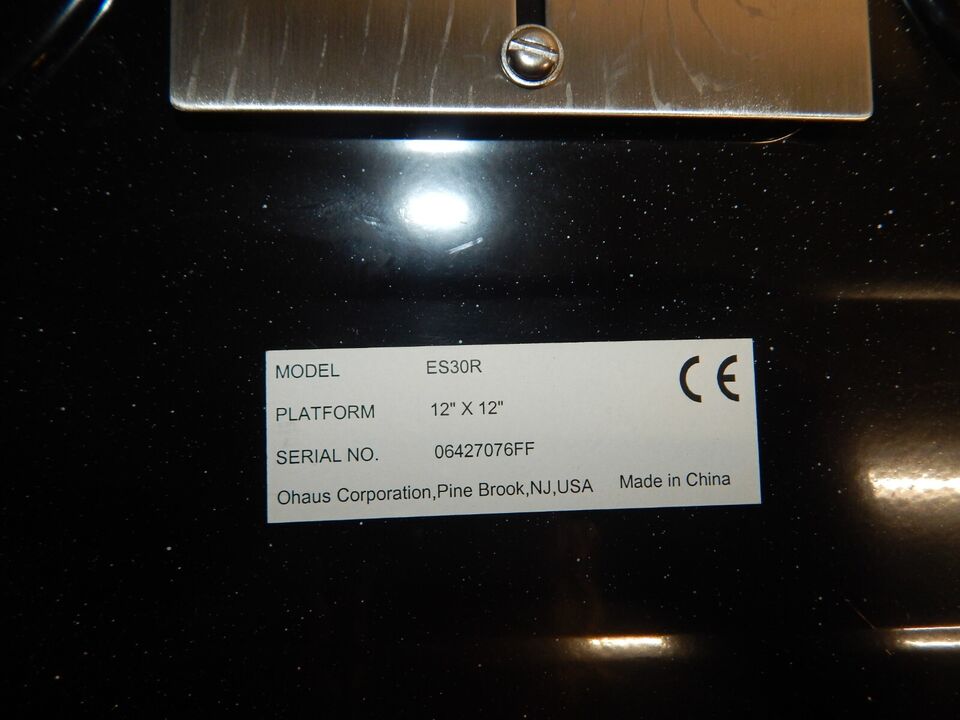 MODEL ES30R CE
PLATFORM 12" X 12"
SERIAL NO. 06427076FF
Ohaus Corporation,Pine Brook,NJ,USA Made in China